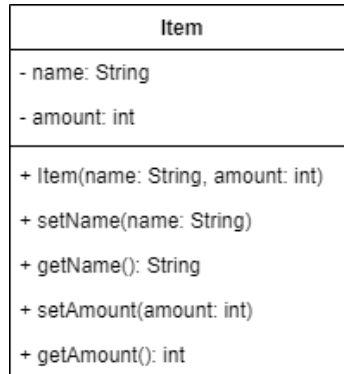 Item
- name: String
- amount: int
+ Item(name: String, amount: int)
+ setName(name: String)
+ getName(): String
+ setAmount(amount: int)
+ getAmount(): int